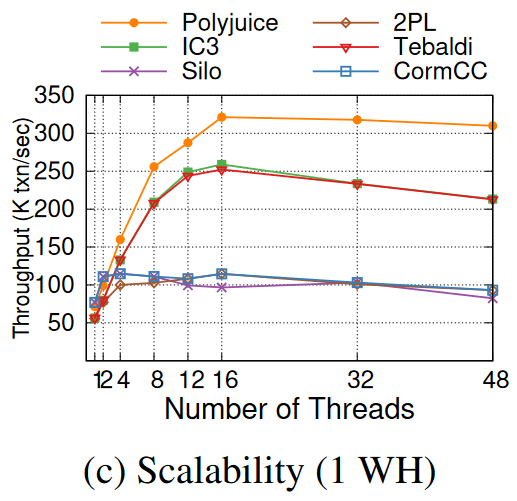 Polyjuice
IC3
Silo
2PL
Tebaldi
CormCC
Throughput (K txn/sec)
350
300
250
200
150
100
50
1 2 4 8 12 16 32 48
Number of Threads
(c) Scalability (1 WH)